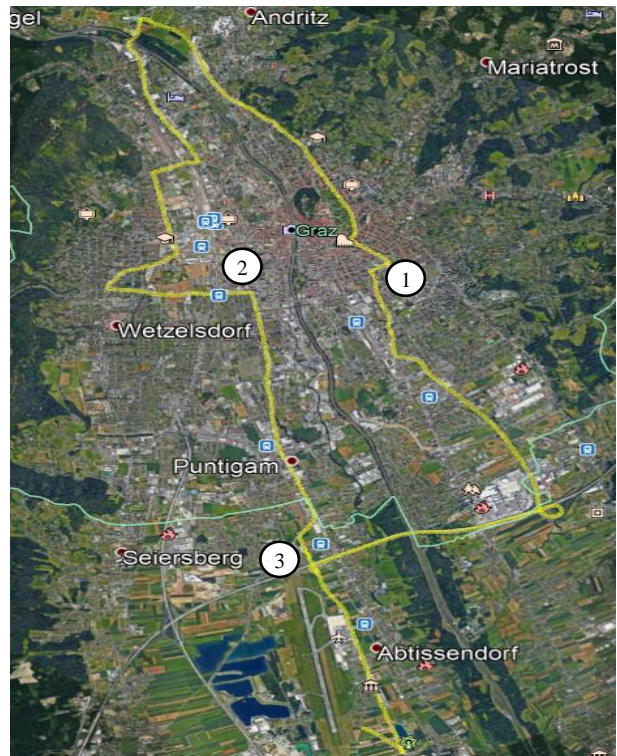 gel
Andritz
Mariatrost
Graz
2
1
Wetzelsdorf
Puntigam
3
Seiersberg
Abtissendorf